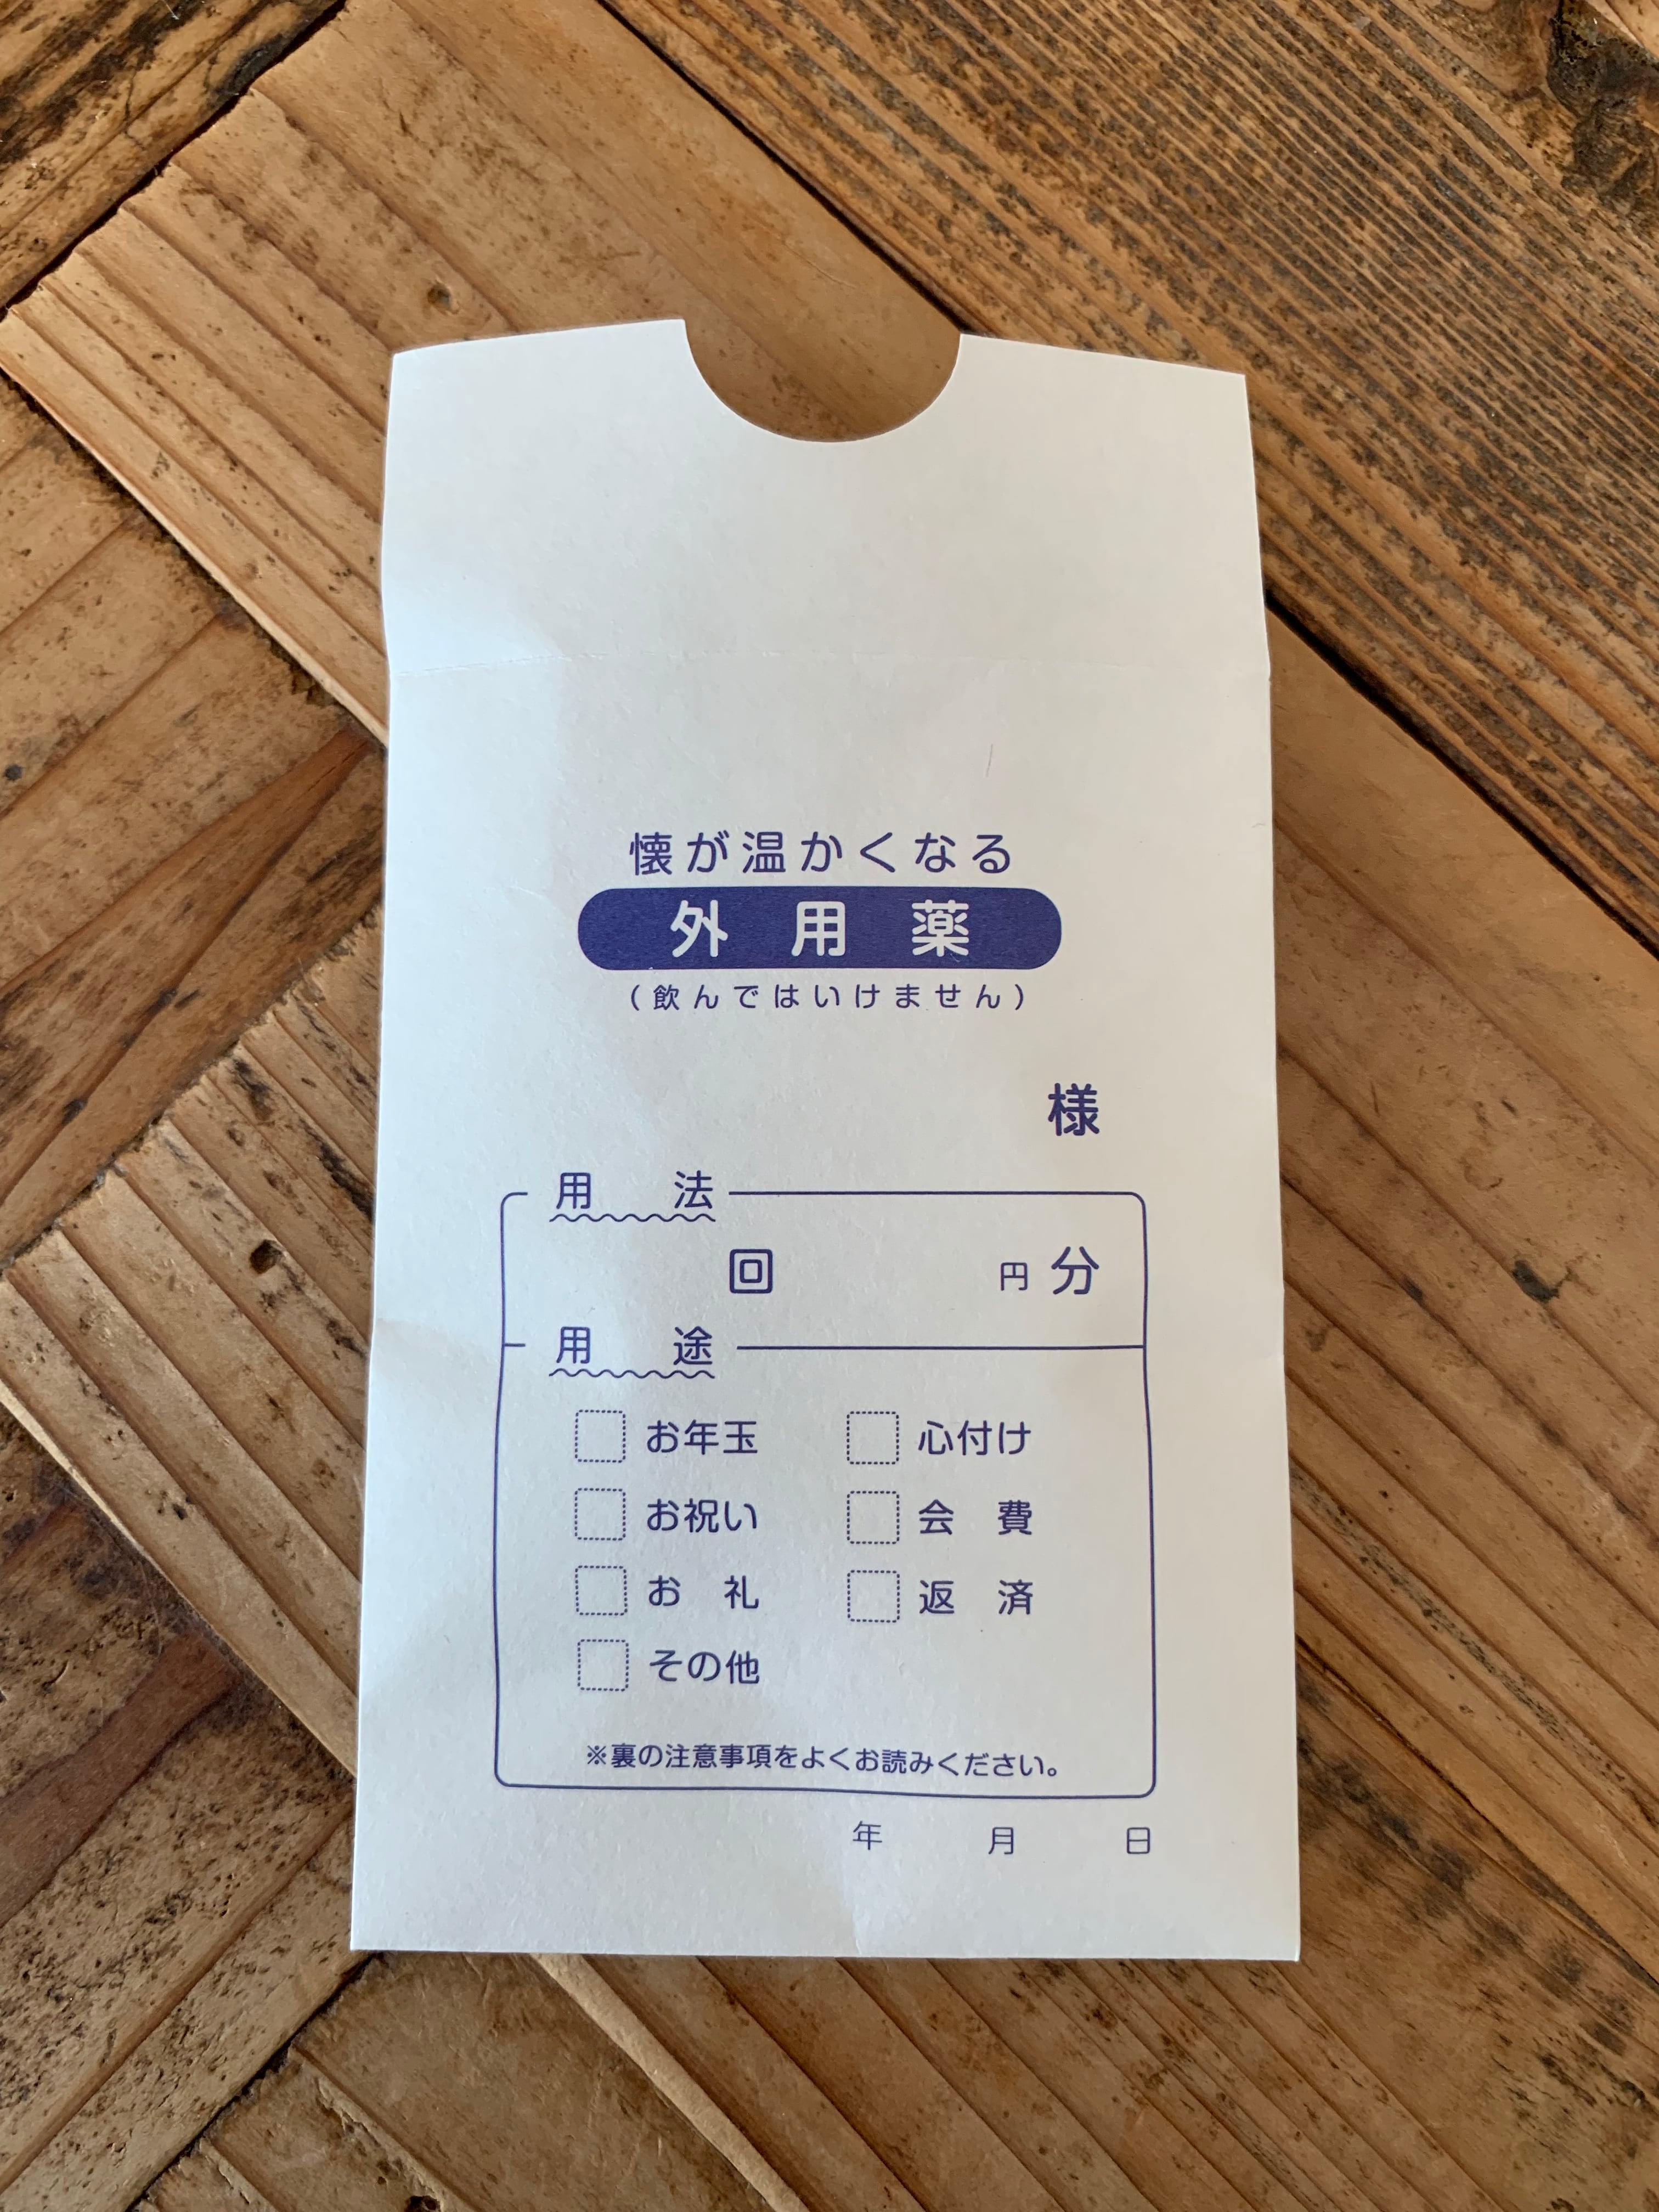 懐が温かくなる
外用薬
(飲んではいけません)
様
用 法
回 円分
用 途
お年玉 心付け
お祝い 会 費
お 礼 返 済
その他
※裏の注意事項をよくお読みください。
年 月 日